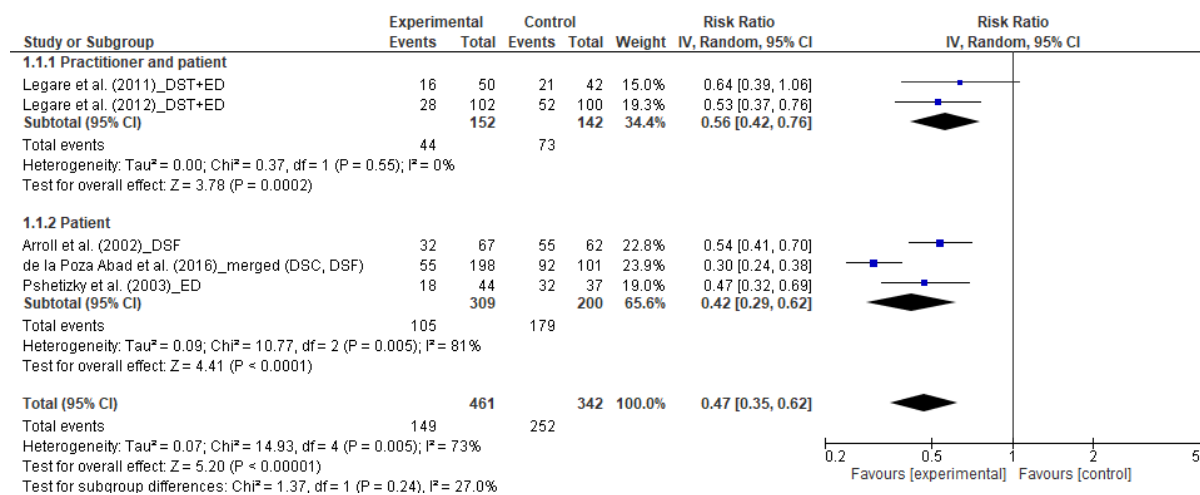 Experimental Control Risk Ratio Risk Ratio
Study or Subgroup Events Total Events Total Weight IV, Random, 95% CI IV, Random, 95% CI
1.1.1 Practitioner and patient
Legare et al. (2011)_DST+ED 16 50 21 42 15.0% 0.64 [0.39, 1.06]
Legare et al. (2012)_DST+ED 28 102 52 100 19.3% 0.53 [0.37, 0.76]
Subtotal (95% CI) 152 142 34.4% 0.56 [0.42, 0.76]
Total events 44 73
Heterogeneity: Tau² = 0.00; Chi² = 0.37, df = 1 (P = 0.55); I² = 0%
Test for overall effect: Z = 3.78 (P = 0.0002)
1.1.2 Patient
Arroll et al. (2002)_DSF 32 67 55 62 22.8% 0.54 [0.41, 0.70]
de la Poza Abad et al. (2016)_merged (DSC, DSF) 55 198 92 101 23.9% 0.30 [0.24, 0.38]
Pshetizky et al. (2003)_ED 18 44 32 37 19.0% 0.47 [0.32, 0.69]
Subtotal (95% CI) 309 200 65.6% 0.42 [0.29, 0.62]
Total events 105 179
Heterogeneity: Tau² = 0.09; Chi² = 10.77, df = 2 (P = 0.005); I² = 81%
Test for overall effect: Z = 4.41 (P < 0.0001)
Total (95% CI) 461 342 100.0% 0.47 [0.35, 0.62]
Total events 149 252
Heterogeneity: Tau² = 0.07; Chi² = 14.93, df = 4 (P = 0.005); I² = 73%
Test for overall effect: Z = 5.20 (P < 0.00001)
Test for subgroup differences: Chi² = 1.37, df = 1 (P = 0.24), I² = 27.0%
0.2 0.5 1 2 5
Favours [experimental] Favours [control]